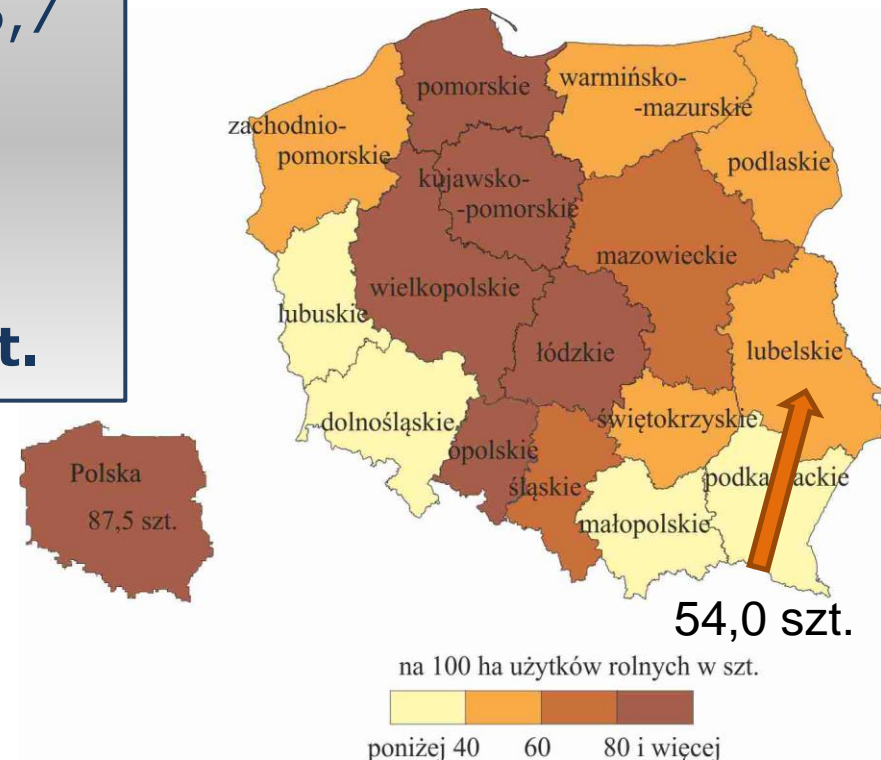 t.
pomorskie
warmińsko-
-mazurskie
zachodnio-
pomorskie
podlaskie
kujawsko-
-pomorskie
mazowieckie
wielkopolskie
lubuskie
łódzkie
lubelskie
dolnośląskie
świętokrzyskie
opolskie
śląskie
małopolskie
Polska
87,5 szt.
54,0 szt.
na 100 ha użytków rolnych w szt.
poniżej 40 60 80 i więcej